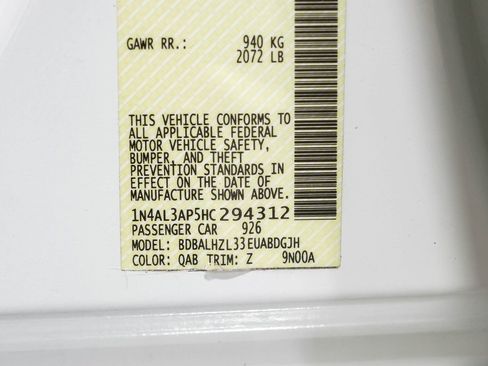 GAWR RR.: 940 KG
2072 LB
THIS VEHICLE CONFORMS TO
ALL APPLICABLE FEDERAL
MOTOR VEHICLE SAFETY,
BUMPER, AND THEFT
PREVENTION STANDARDS IN
EFFECT ON THE DATE OF
MANUFACTURE SHOWN ABOVE.
1N4AL3AP5HC294312
PASSENGER CAR 926
MODEL: BDBALHZL33EUABDGJH
COLOR: QAB TRIM: Z 9N00A